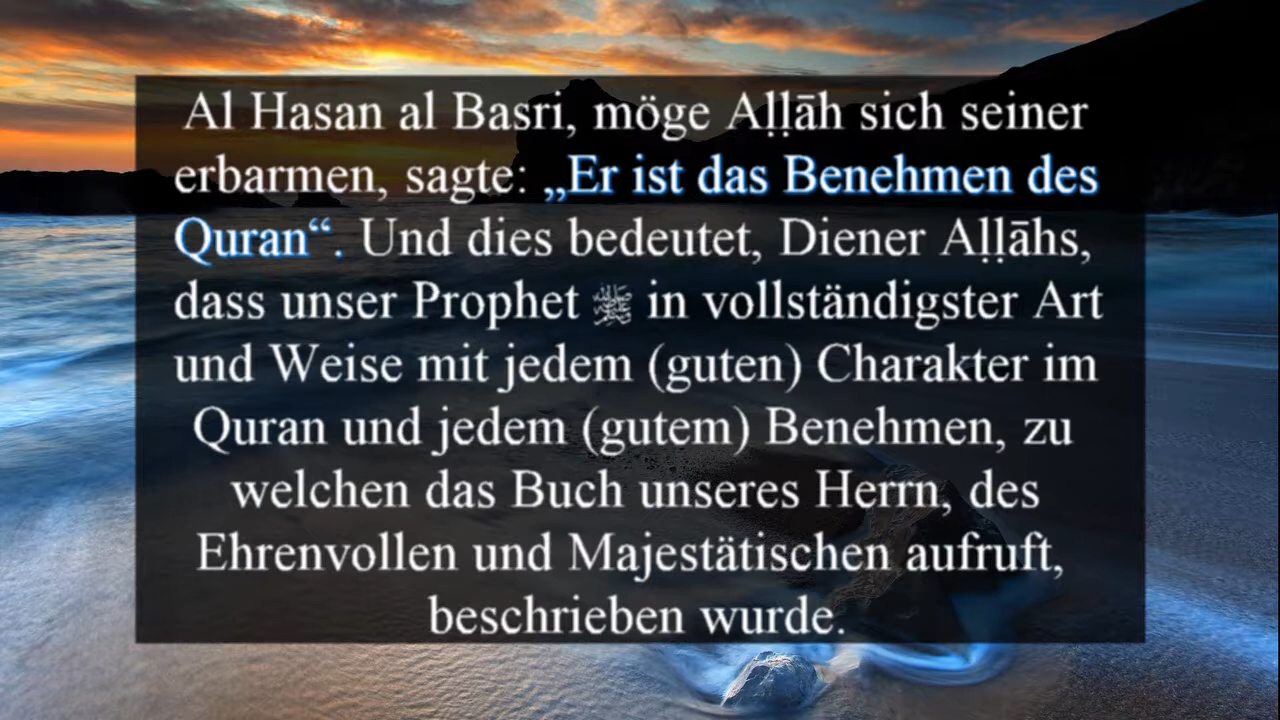 Al Hasan al Basri, möge Aḷḷāh sich seiner
erbarmen, sagte: „Er ist das Benehmen des
Quran“. Und dies bedeutet, Diener Aḷḷāhs,
dass unser Prophet ﷺ in vollständigster Art
und Weise mit jedem (guten) Charakter im
Quran und jedem (gutem) Benehmen, zu
welchen das Buch unseres Herrn, des
Ehrenvollen und Majestätischen aufruft,
beschrieben wurde.